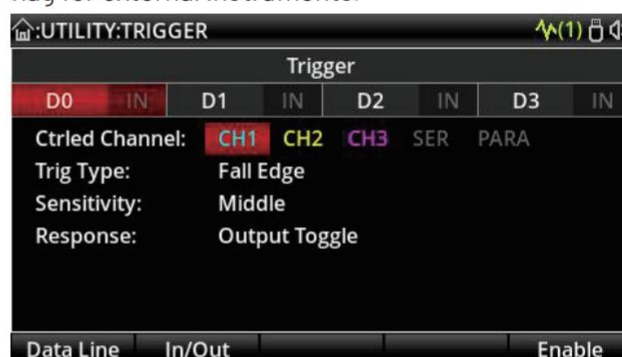 :UTILITY:TRIGGER (1)
Trigger
D0 IN D1 IN D2 IN D3 IN
Ctrled Channel: CH1 CH2 CH3 SER PARA
Trig Type: Fall Edge
Sensitivity: Middle
Response: Output Toggle
Data Line In/Out Enable